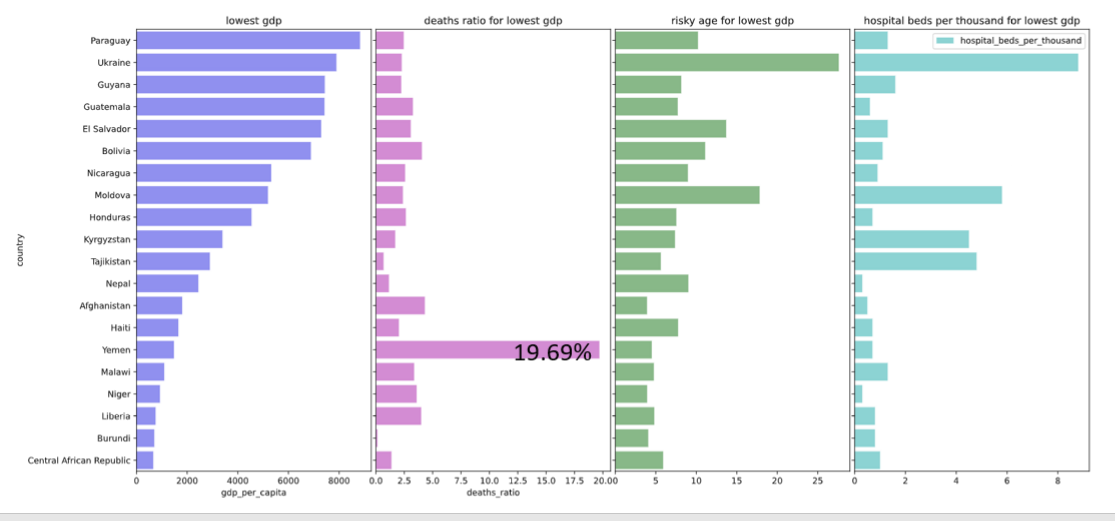 lowest gdp
deaths ratio for lowest gdp
risky age for lowest gdp
hospital beds per thousand for lowest gdp
hospital_beds_per_thousand
country
Paraguay
Ukraine
Guyana
Guatemala
El Salvador
Bolivia
Nicaragua
Moldova
Honduras
Kyrgyzstan
Tajikistan
Nepal
Afghanistan
Haiti
Yemen
Malawi
Niger
Liberia
Burundi
Central African Republic
19.69%
0 2000 4000 6000 8000
gdp_per_capita
0.0 2.5 5.0 7.5 10.0 12.5 15.0 17.5 20.0
deaths_ratio
0 5 10 15 20 25
0 2 4 6 8